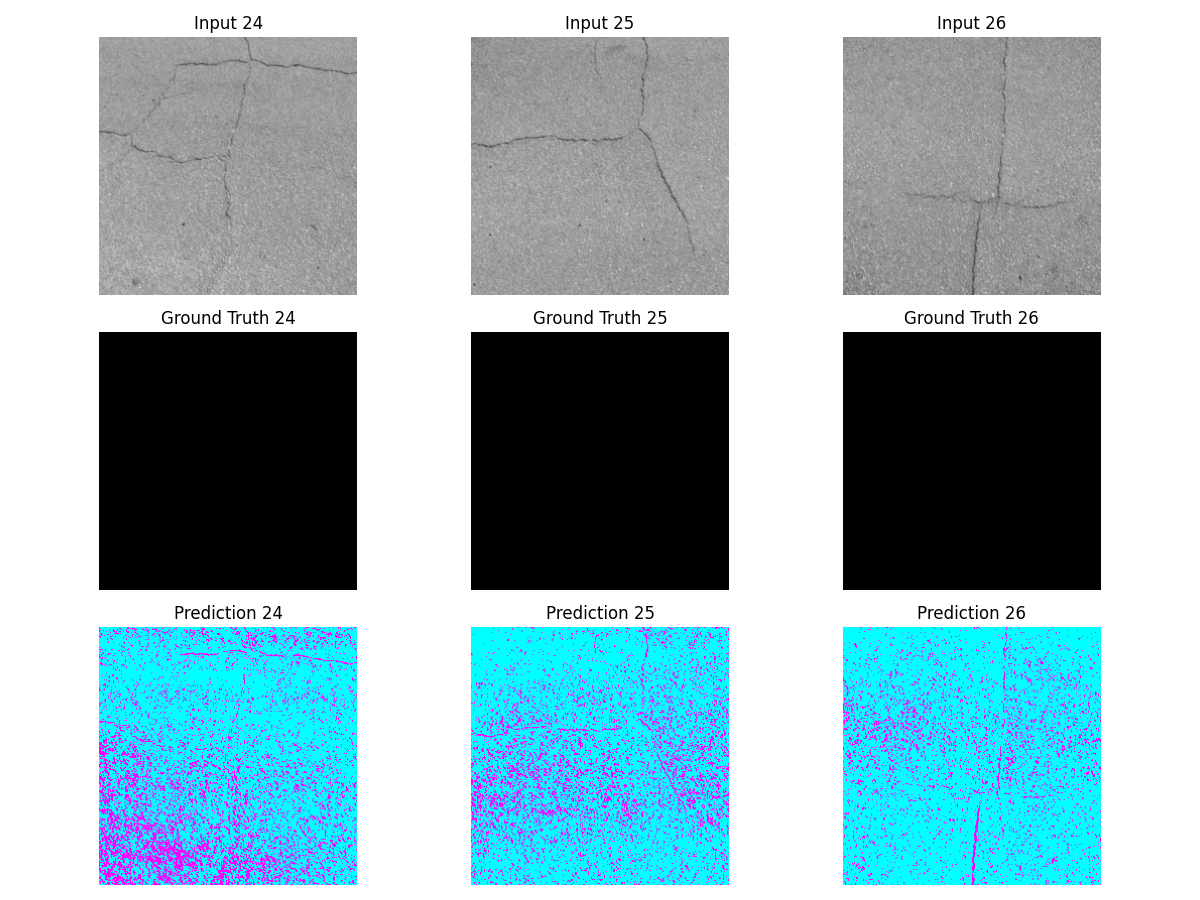 Input 24
Input 25
Input 26
Ground Truth 24
Ground Truth 25
Ground Truth 26
Prediction 24
Prediction 25
Prediction 26